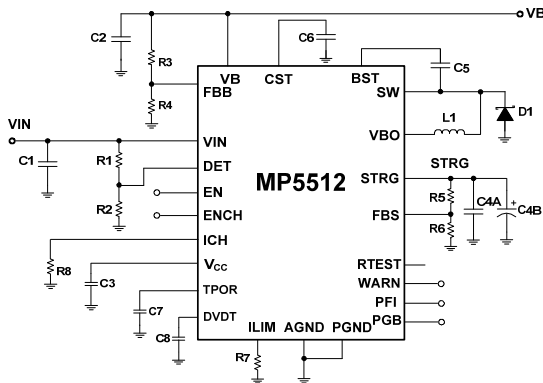 VB
C2
R3
R4
C6
C5
VB
CST
BST
FBB
SW
D1
L1
VBO
VIN
VIN
C1
R1
DET
R2
EN
ENCH
MP5512
STRG
STRG
R5
C4A
C4B
+
FBS
R6
ICH
R8
VCC
C3
RTEST
WARN
TPOR
C7
PFI
DVDT
C8
PGB
ILIM
AGND
PGND
R7